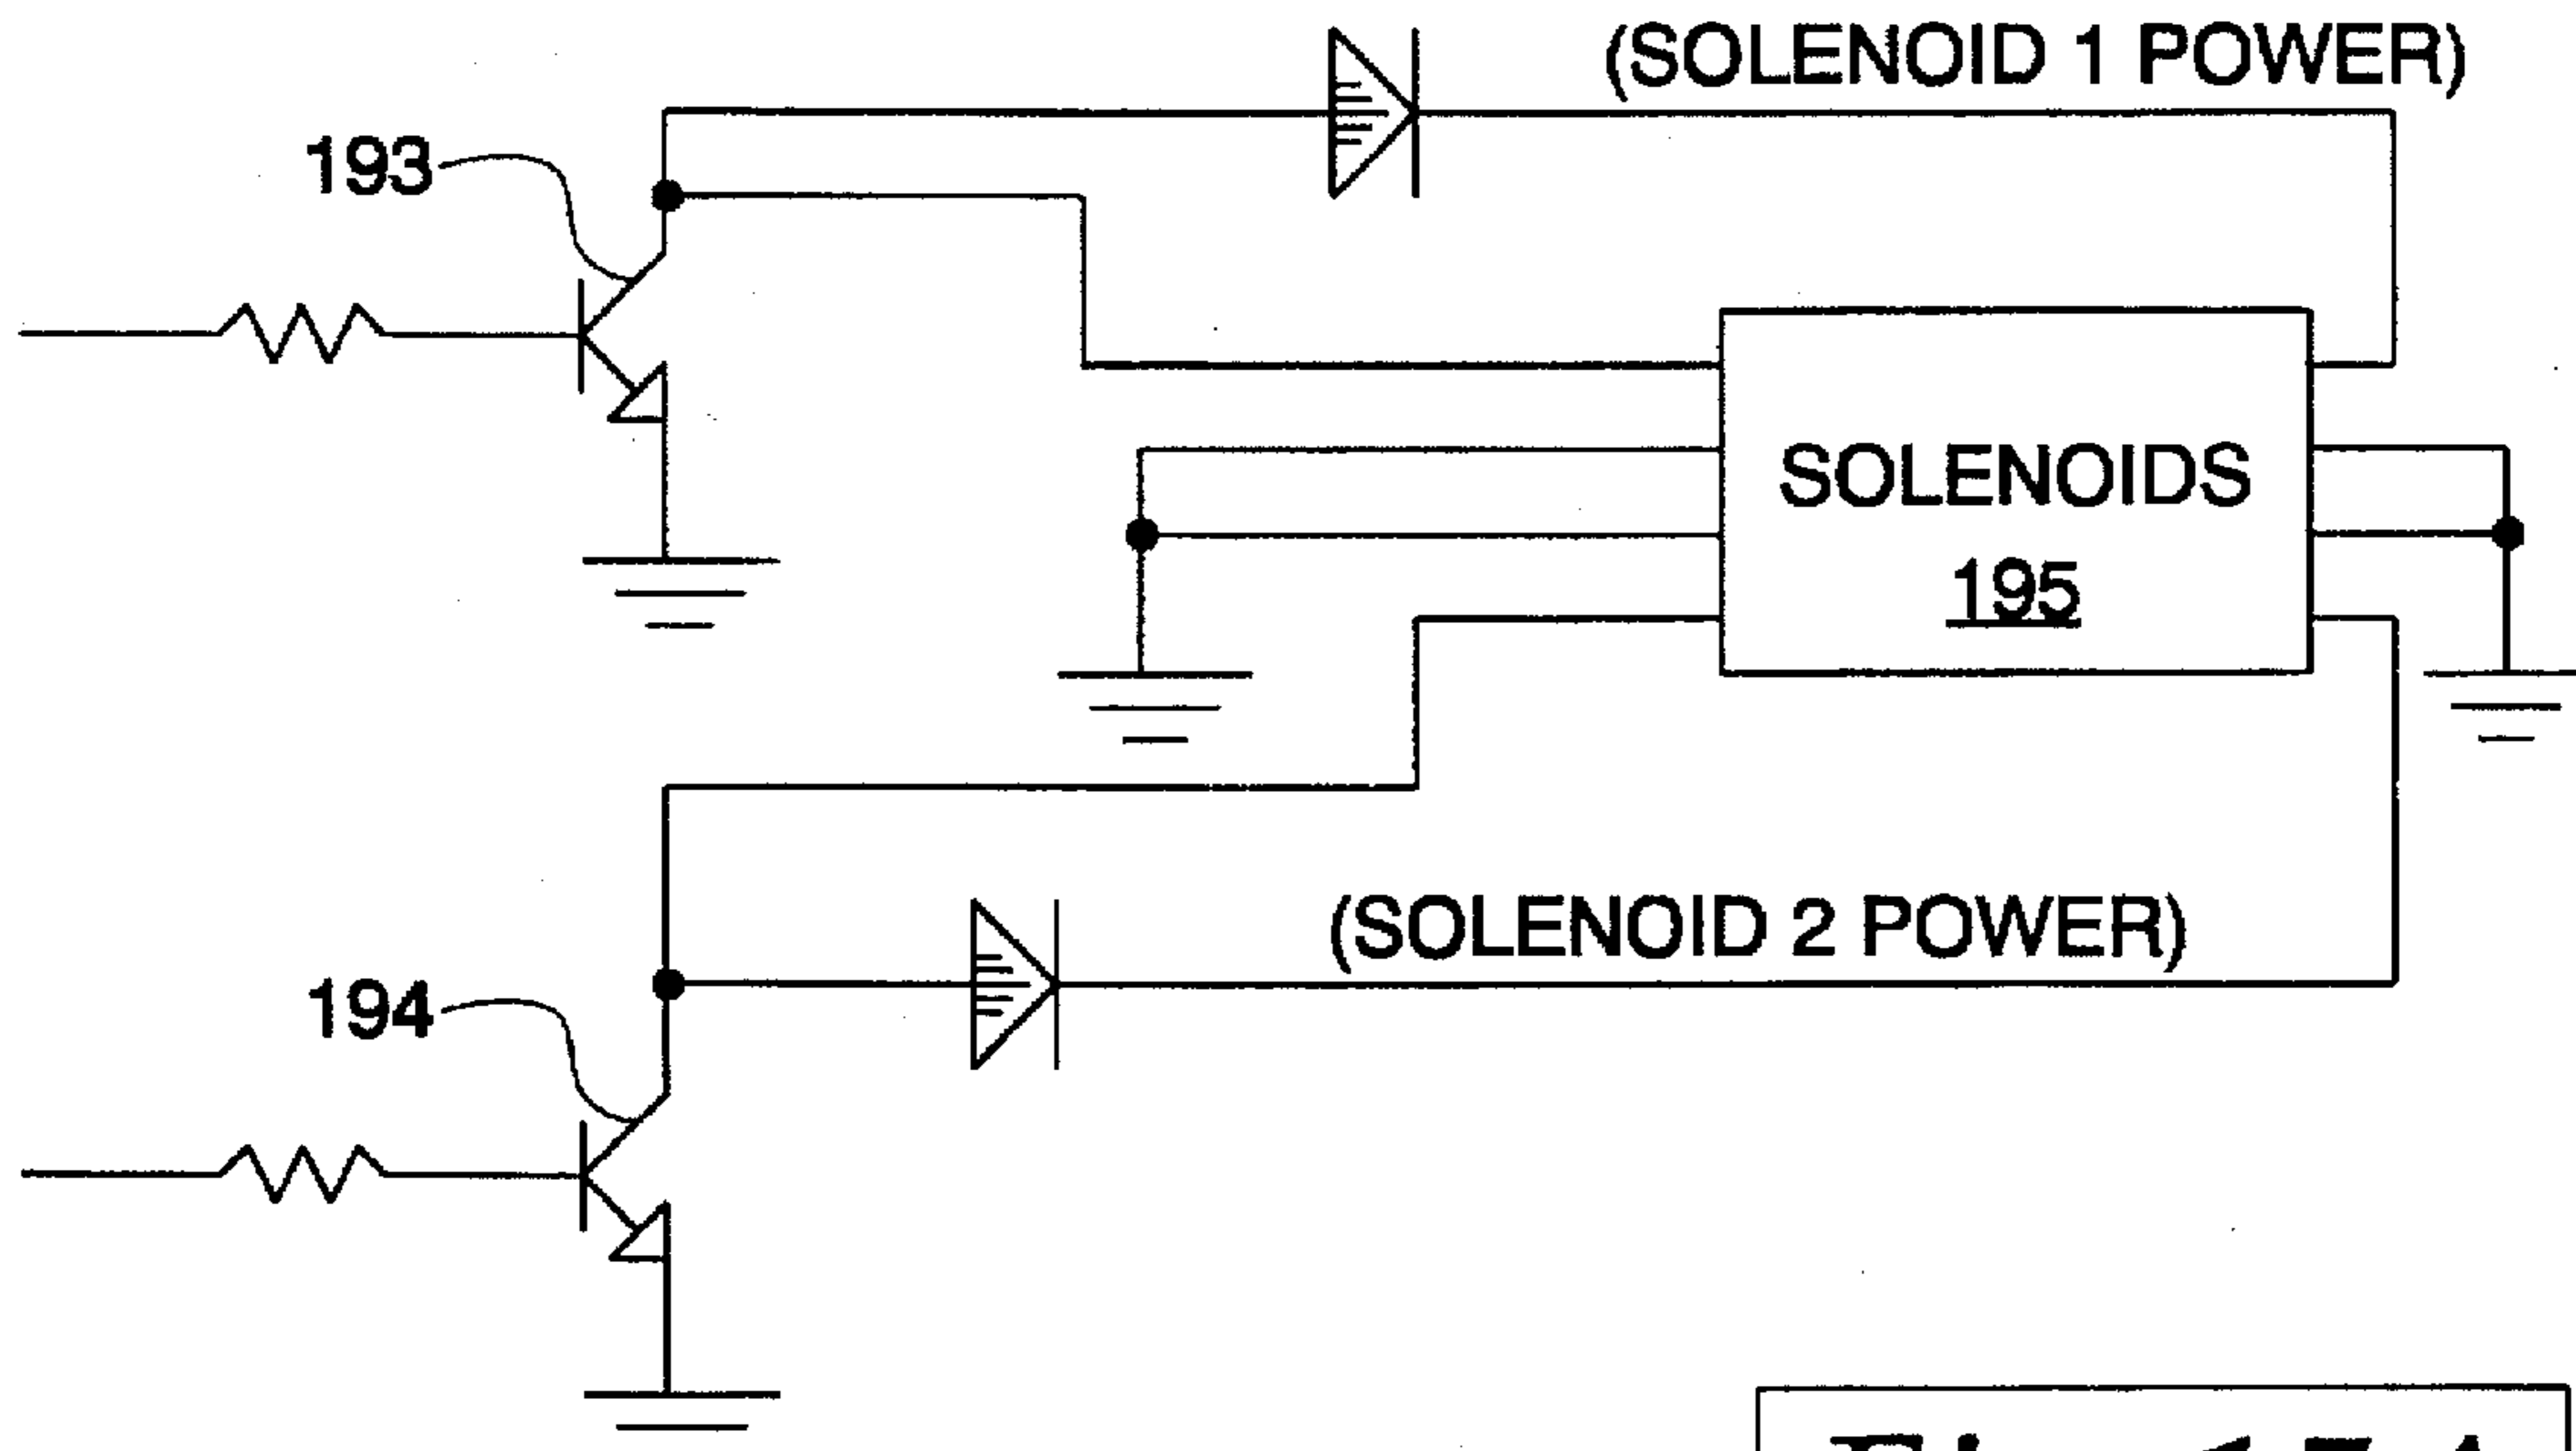 (SOLENOID 1 POWER)
193
SOLENOIDS
195
(SOLENOID 2 POWER)
194